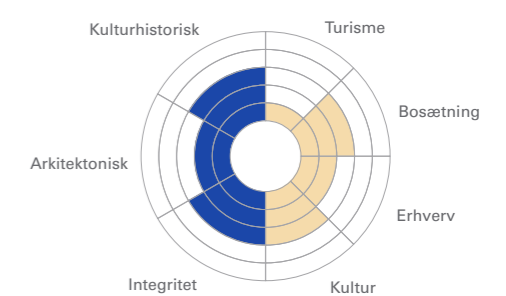 Kulturhistorisk
Turisme
Bosætning
Arkitektonisk
Erhverv
Integritet
Kultur